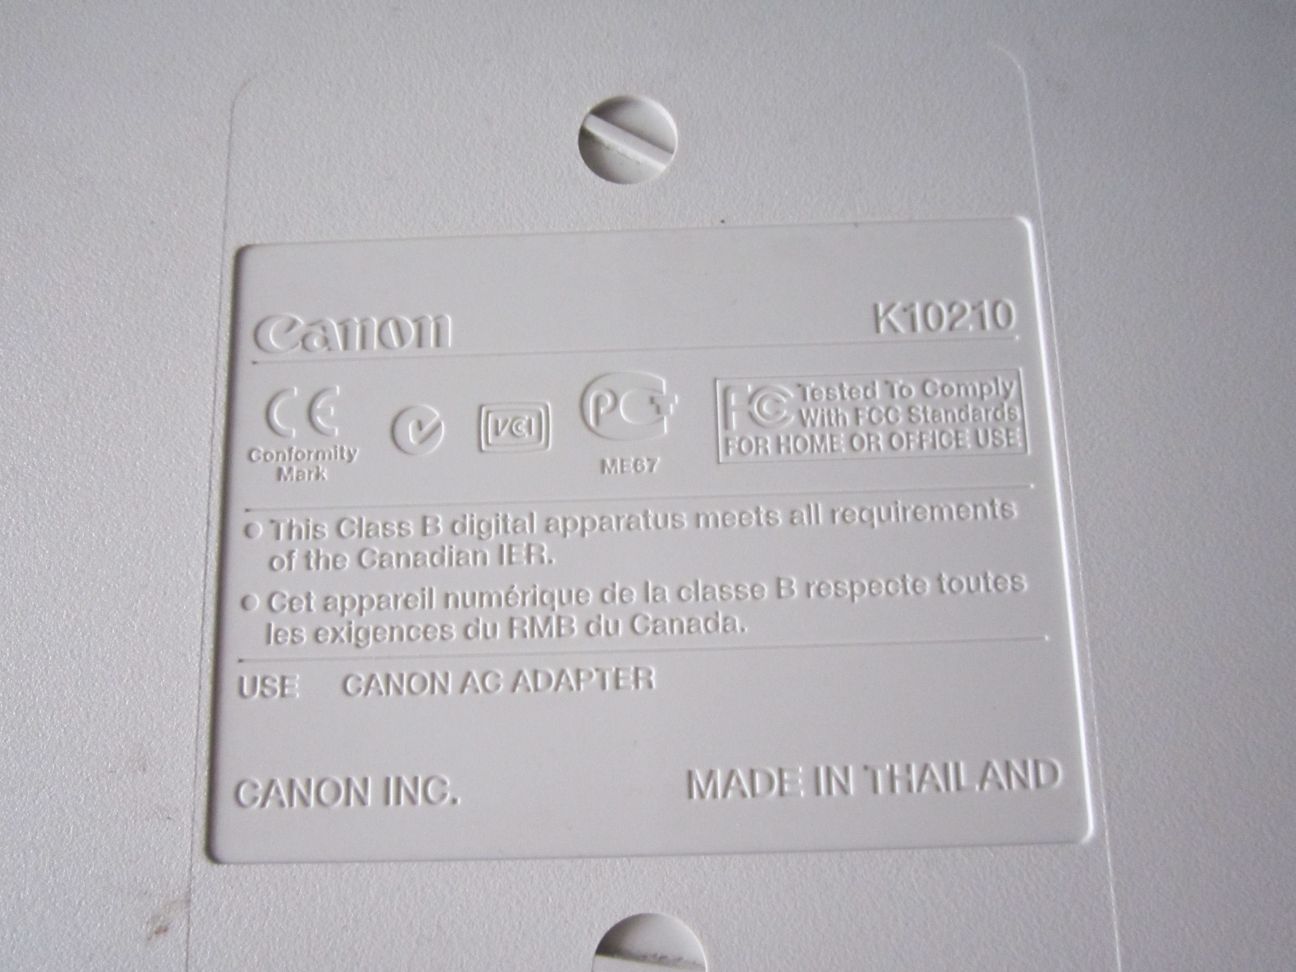 Canon
K10210
CE
Conformity
Mark
VCI
PCT
ME67
FC Tested To Comply
With FCC Standards
FOR HOME OR OFFICE USE
This Class B digital apparatus meets all requirements
of the Canadian IER.
Cet appareil numérique de la classe B respecte toutes
les exigences du RMB du Canada.
USE CANON AC ADAPTER
CANON INC.
MADE IN THAILAND